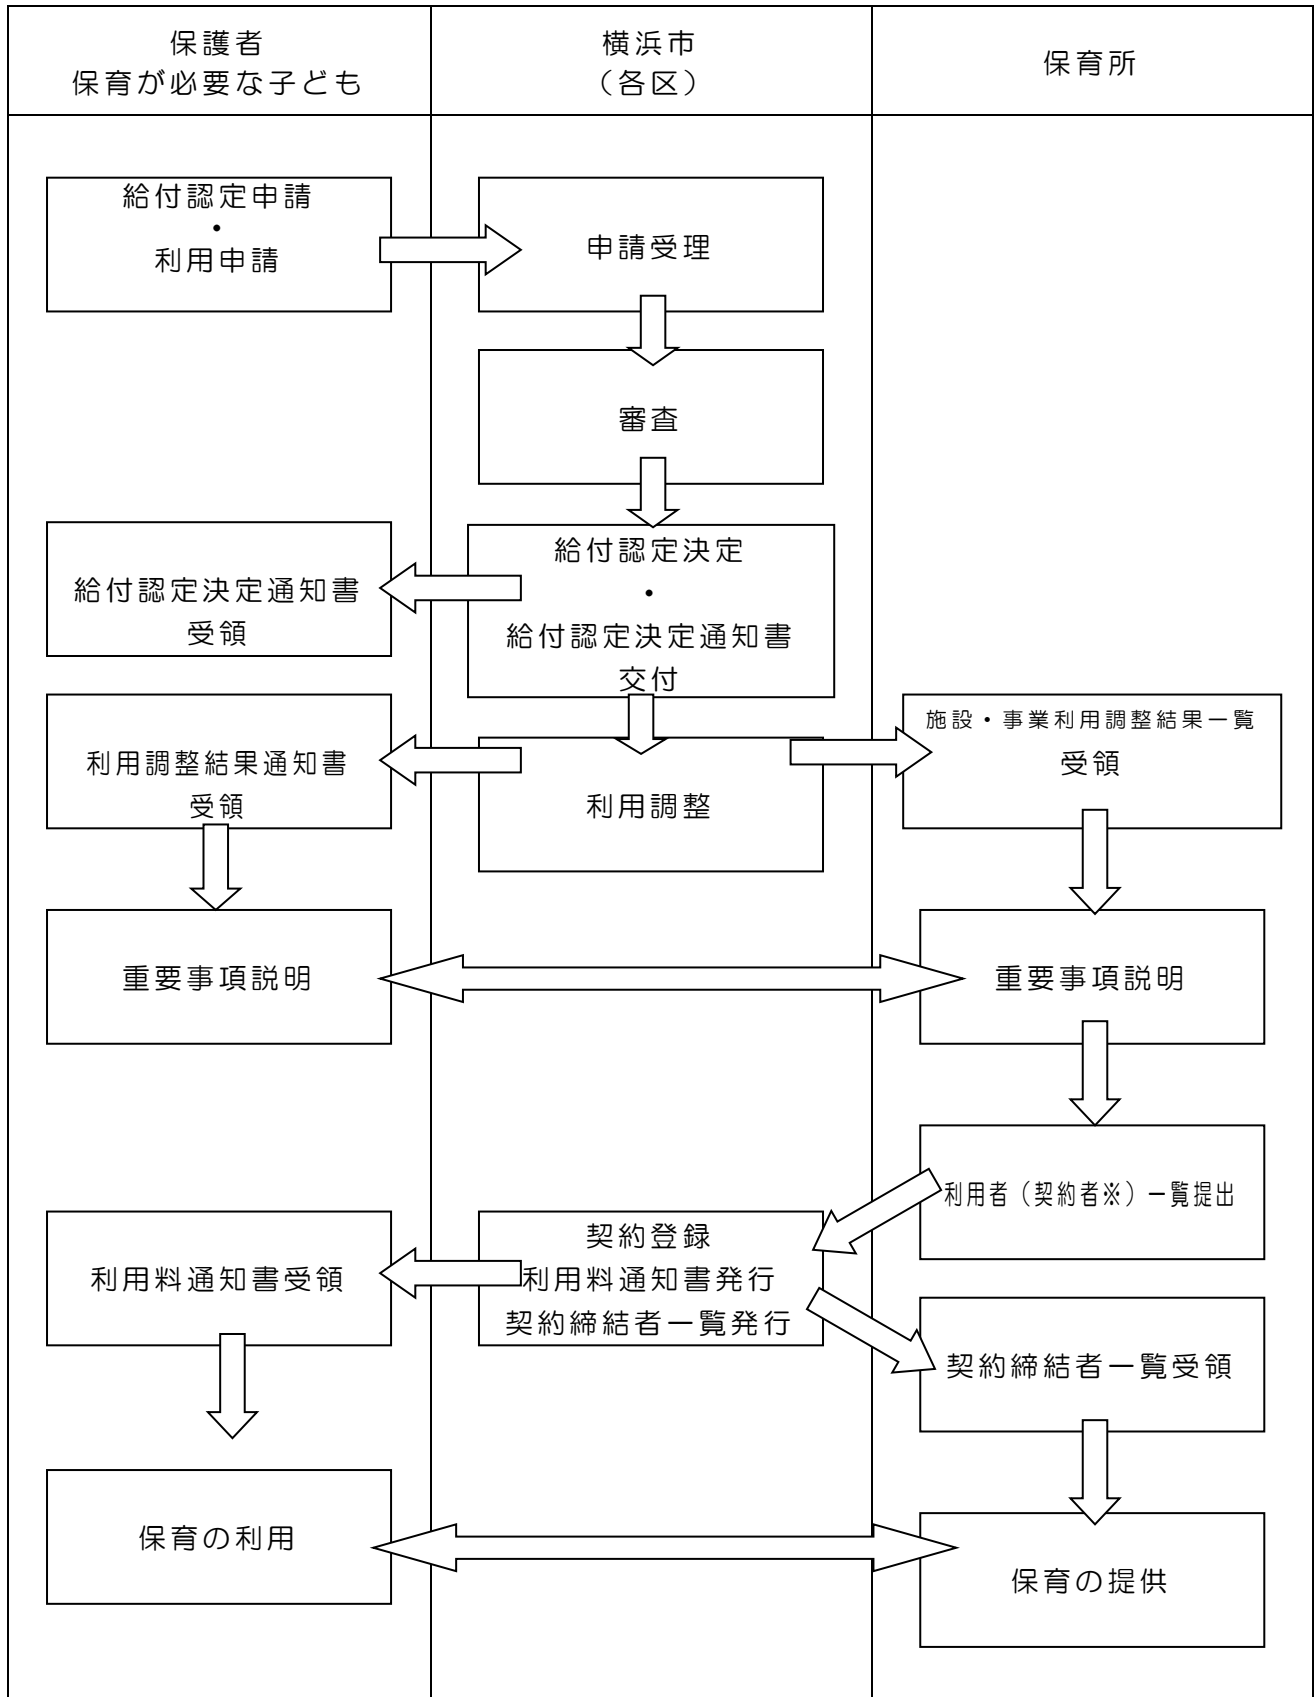 保護者
保育が必要な子ども
横浜市
（各区）
保育所
給付認定申請
・
利用申請
申請受理
審査
給付認定決定
・
給付認定決定通知書
交付
給付認定決定通知書
受領
利用調整結果通知書
受領
利用調整
施設・事業利用調整結果一覧
受領
重要事項説明
重要事項説明
利用者（契約者※）一覧提出
契約登録
利用料通知書発行
契約締結者一覧発行
利用料通知書受領
契約締結者一覧受領
保育の利用
保育の提供